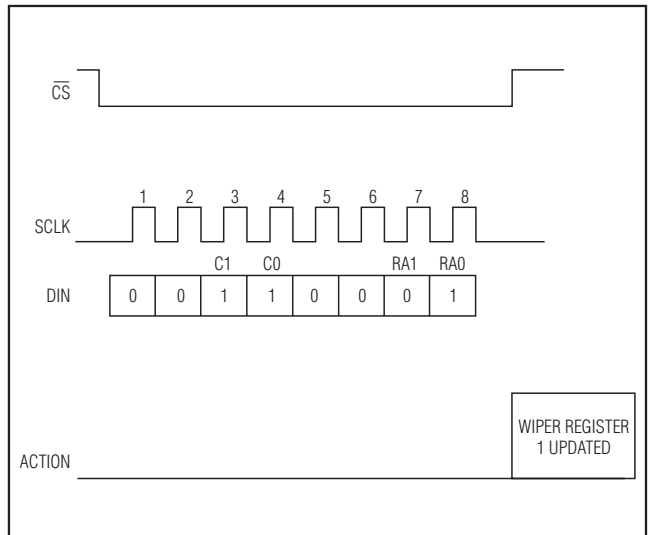 C̅S̅
1 2 3 4 5 6 7 8
SCLK
C1 C0 RA1 RA0
DIN 0 0 1 1 0 0 0 1
WIPER REGISTER
1 UPDATED
ACTION